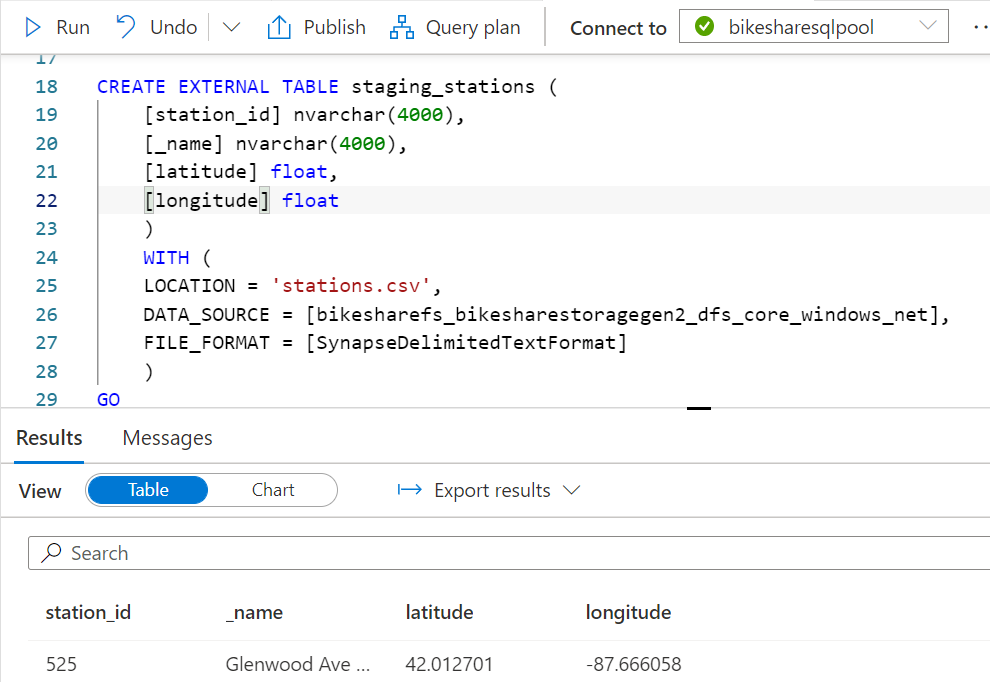 Run Undo Publish Query plan Connect to bikesharesqlpool
17
18 CREATE EXTERNAL TABLE staging_stations (
19 [station_id] nvarchar(4000),
20 [_name] nvarchar(4000),
21 [latitude] float,
22 [longitude] float
23 )
24 WITH (
25 LOCATION = 'stations.csv',
26 DATA_SOURCE = [bikesharefs_bikesharestoragegen2_dfs_core_windows_net],
27 FILE_FORMAT = [SynapseDelimitedTextFormat]
28 )
29 GO
Results Messages
View Table Chart Export results
Search
station_id _name latitude longitude
525 Glenwood Ave ... 42.012701 -87.666058